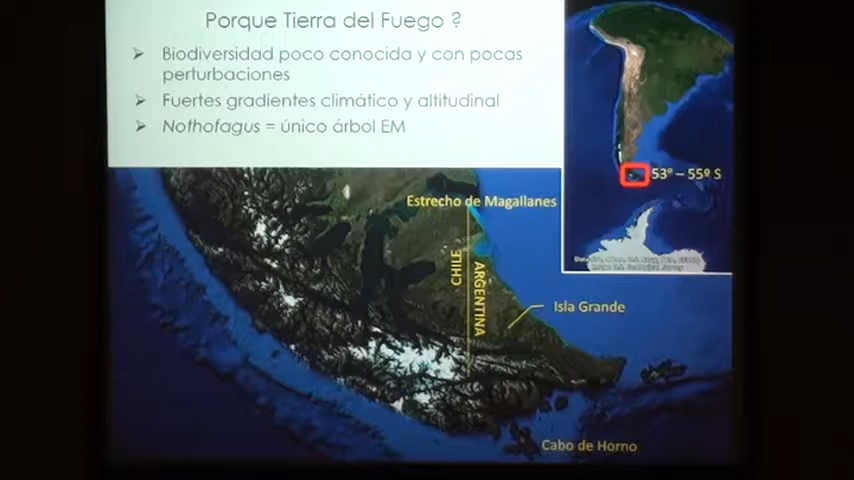 Porque Tierra del Fuego ?
Biodiversidad poco conocida y con pocas
perturbaciones
Fuertes gradientes climático y altitudinal
Nothofagus = único árbol EM
53º – 55º S
Estrecho de Magallanes
CHILE
ARGENTINA
Isla Grande
Cabo de Horno